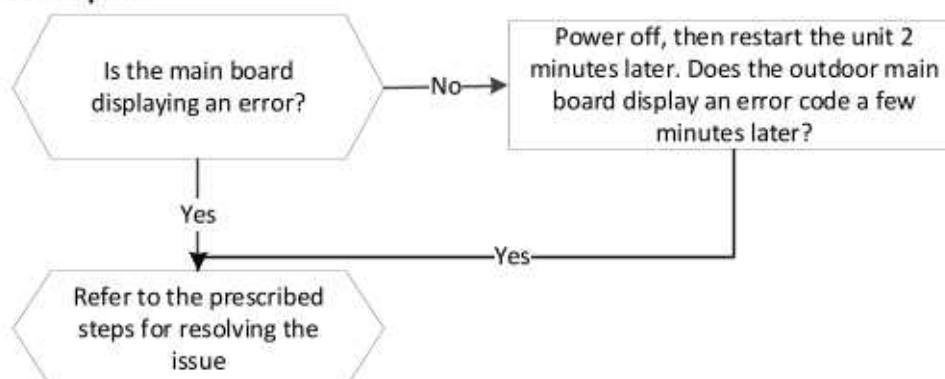 Is the main board
displaying an error?
No
Power off, then restart the unit 2
minutes later. Does the outdoor main
board display an error code a few
minutes later?
Yes
Yes
Refer to the prescribed
steps for resolving the
issue